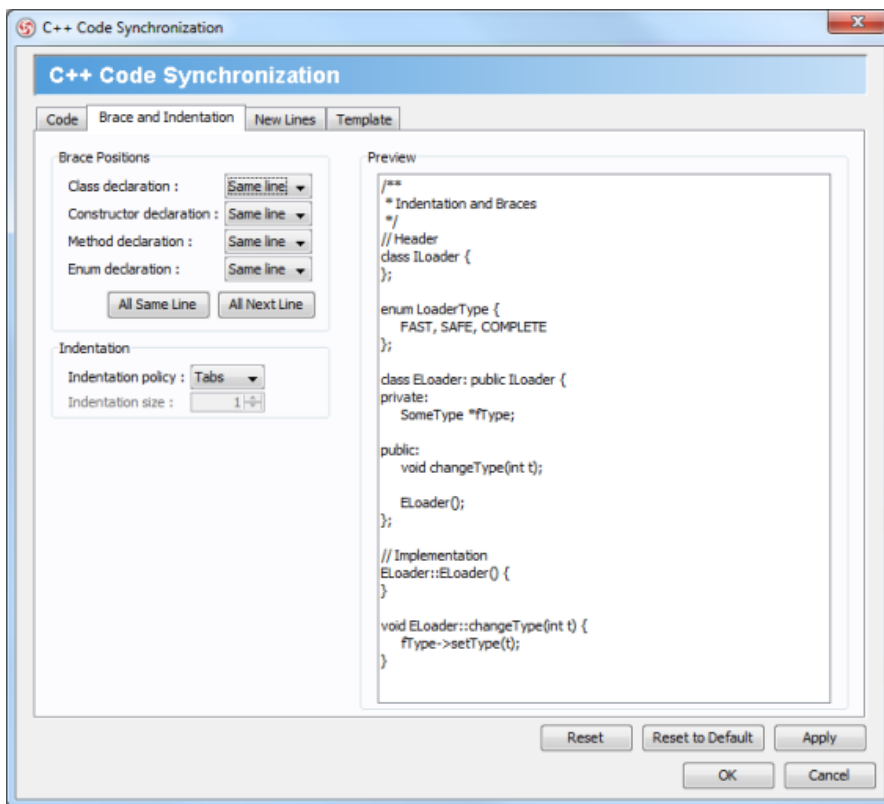 C++ Code Synchronization
C++ Code Synchronization
Code Brace and Indentation New Lines Template
Brace Positions
Class declaration : Same line
Constructor declaration : Same line
Method declaration : Same line
Enum declaration : Same line
All Same Line All Next Line
Indentation
Indentation policy : Tabs
Indentation size : 1
Preview
/**
 * Indentation and Braces
 */
// Header
class ILoader {
};
enum LoaderType {
FAST, SAFE, COMPLETE
};
class ELoader: public ILoader {
private:
SomeType *fType;
public:
void changeType(int t);
ELoader();
};
// Implementation
ELoader::ELoader() {
}
void ELoader::changeType(int t) {
fType->setType(t);
}
Reset Reset to Default Apply
OK Cancel